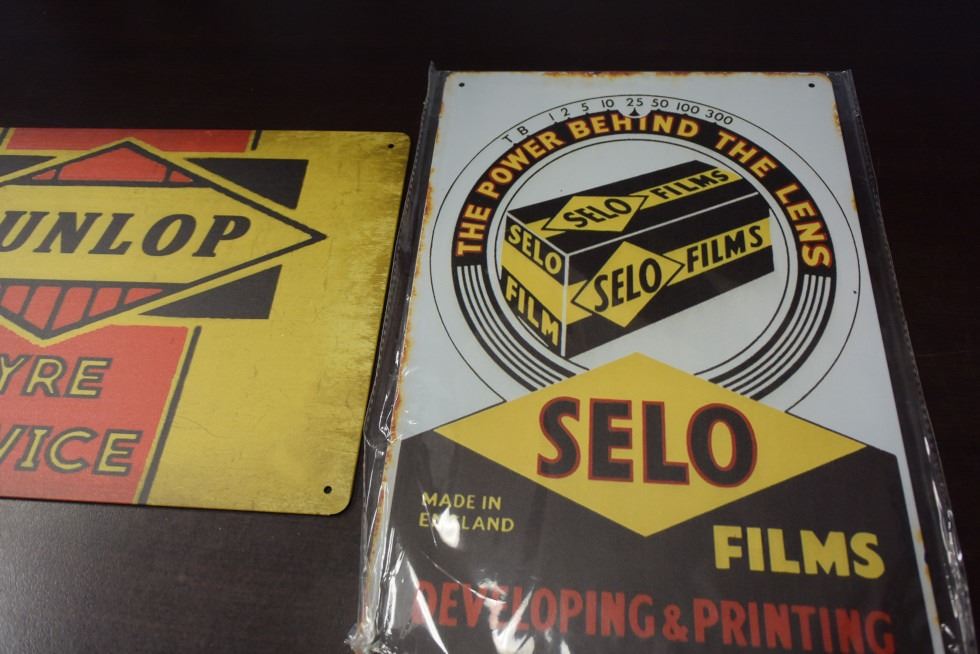 UNLOP
YRE
VICE
T B 1 2 5 10 25 50 100 300
THE POWER BEHIND THE LENS
SELO FILMS
SELO
FILM
SELO FILMS
SELO
MADE IN
ENGLAND
FILMS
DEVELOPING & PRINTING